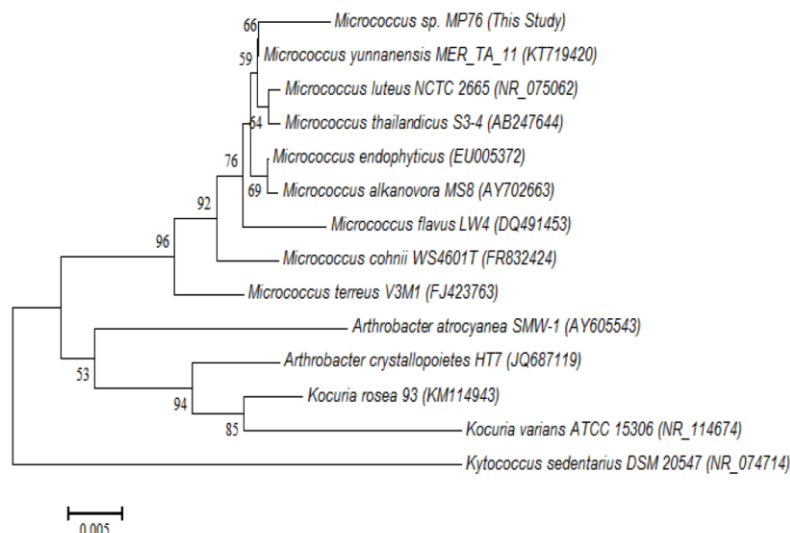 66
Micrococcus sp. MP76 (This Study)
59
Micrococcus yunnanensis MER_TA_11 (KT719420)
Micrococcus luteus NCTC 2665 (NR_075062)
64
Micrococcus thailandicus S3-4 (AB247644)
76
Micrococcus endophyticus (EU005372)
69
Micrococcus alkanovora MS8 (AY702663)
92
Micrococcus flavus LW4 (DQ491453)
96
Micrococcus cohnii WS4601T (FR832424)
Micrococcus terreus V3M1 (FJ423763)
Arthrobacter atrocyanea SMW-1 (AY605543)
53
Arthrobacter crystallopoietes HT7 (JQ687119)
94
Kocuria rosea 93 (KM114943)
85
Kocuria varians ATCC 15306 (NR_114674)
Kytococcus sedentarius DSM 20547 (NR_074714)
0.005